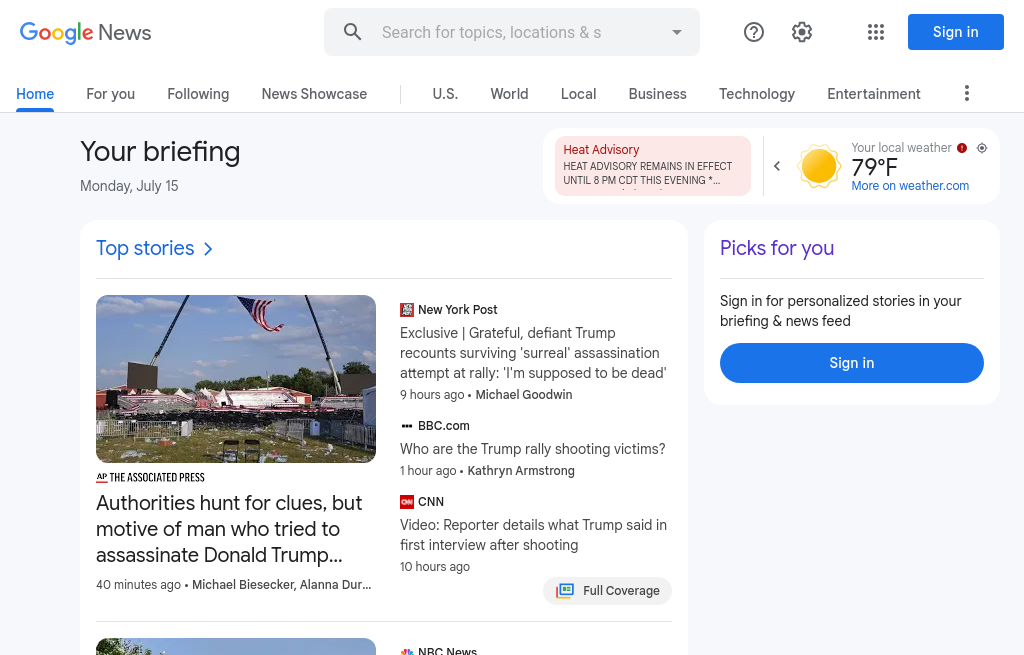 Google News
Search for topics, locations & s
Sign in
Home
For you
Following
News Showcase
U.S.
World
Local
Business
Technology
Entertainment
Your briefing
Monday, July 15
Heat Advisory
HEAT ADVISORY REMAINS IN EFFECT
UNTIL 8 PM CDT THIS EVENING *...
Your local weather
79°F
More on weather.com
Top stories
AP THE ASSOCIATED PRESS
Authorities hunt for clues, but
motive of man who tried to
assassinate Donald Trump…
40 minutes ago • Michael Biesecker, Alanna Dur…
New York Post
Exclusive | Grateful, defiant Trump
recounts surviving 'surreal' assassination
attempt at rally: 'I'm supposed to be dead'
9 hours ago • Michael Goodwin
BBC.com
Who are the Trump rally shooting victims?
1 hour ago • Kathryn Armstrong
CNN
CNN
Video: Reporter details what Trump said in
first interview after shooting
10 hours ago
Full Coverage
NBC News
Picks for you
Sign in for personalized stories in your
briefing & news feed
Sign in